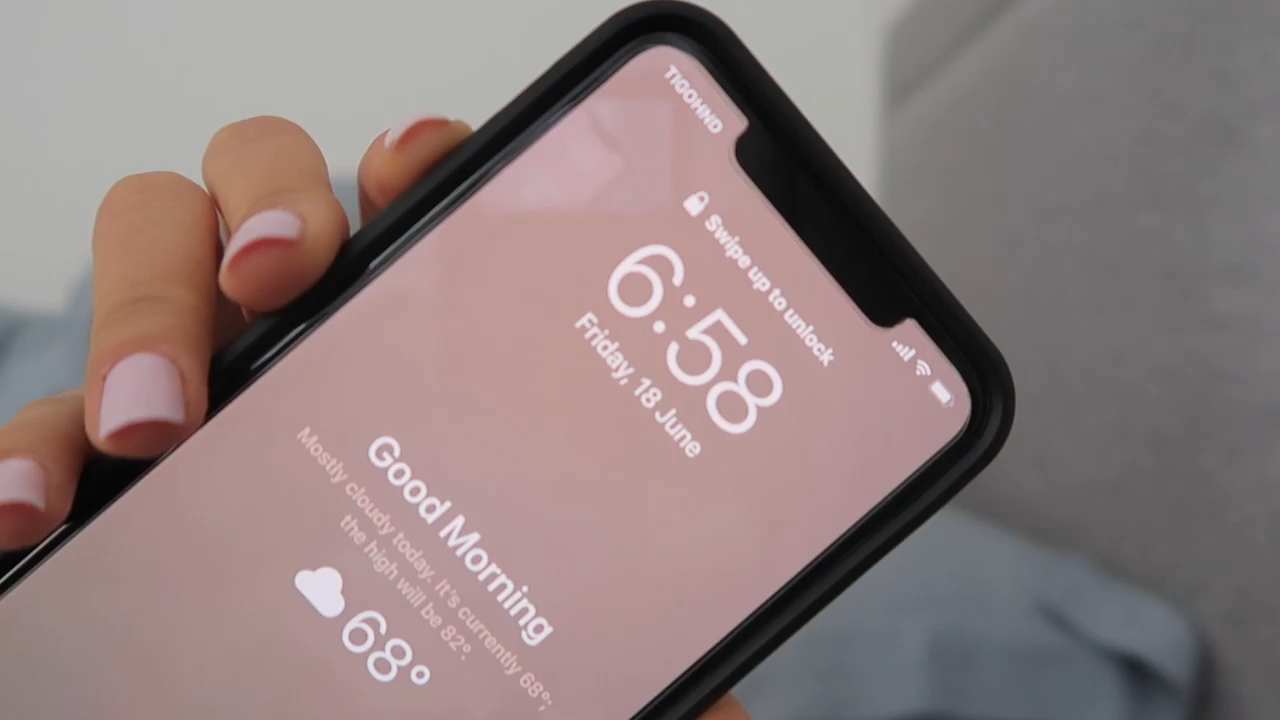 TIGOHND
Swipe up to unlock
6:58
Friday, 18 June
Good Morning
Mostly cloudy today. It's currently 68°;
the high will be 82°.
68°